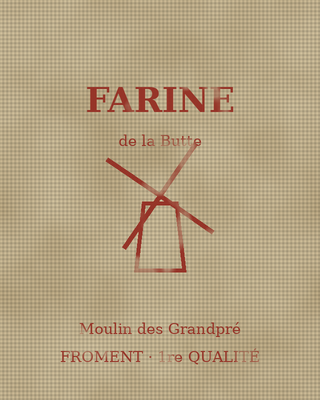 FARINE
de la Butte
Moulin des Grandpré
FROMENT · 1re QUALITÉ